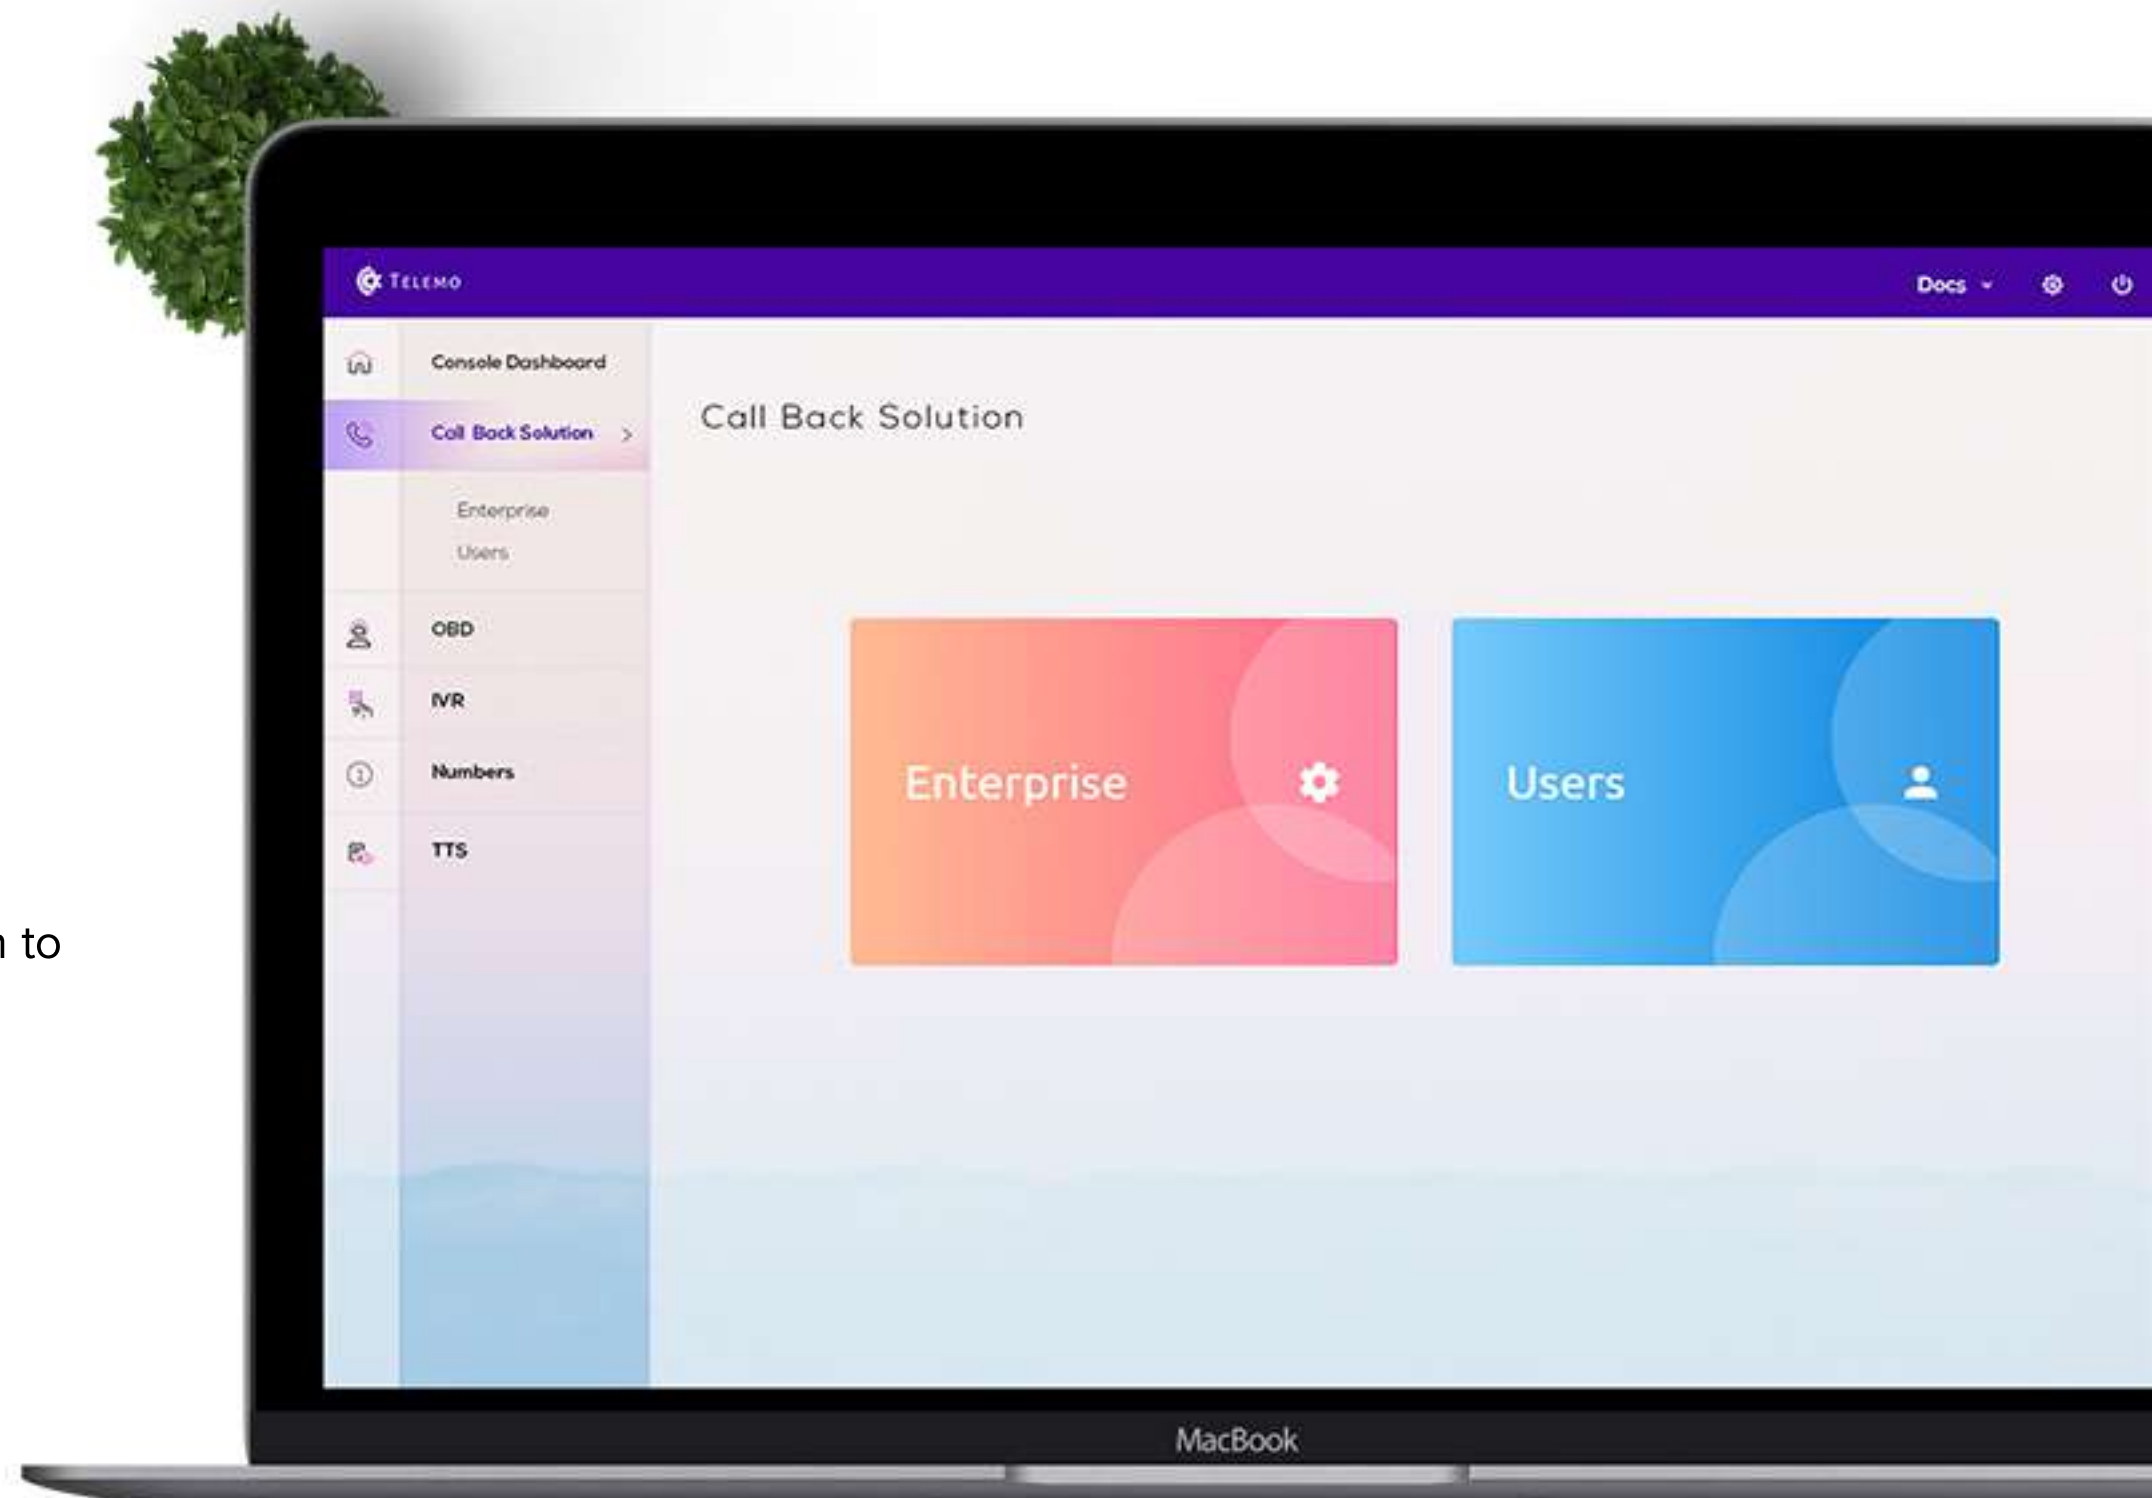 TELEMO
Docs
Console Dashboard
Call Back Solution
Enterprise
Users
OBD
IVR
Numbers
TTS
Call Back Solution
Enterprise
Users
to
MacBook